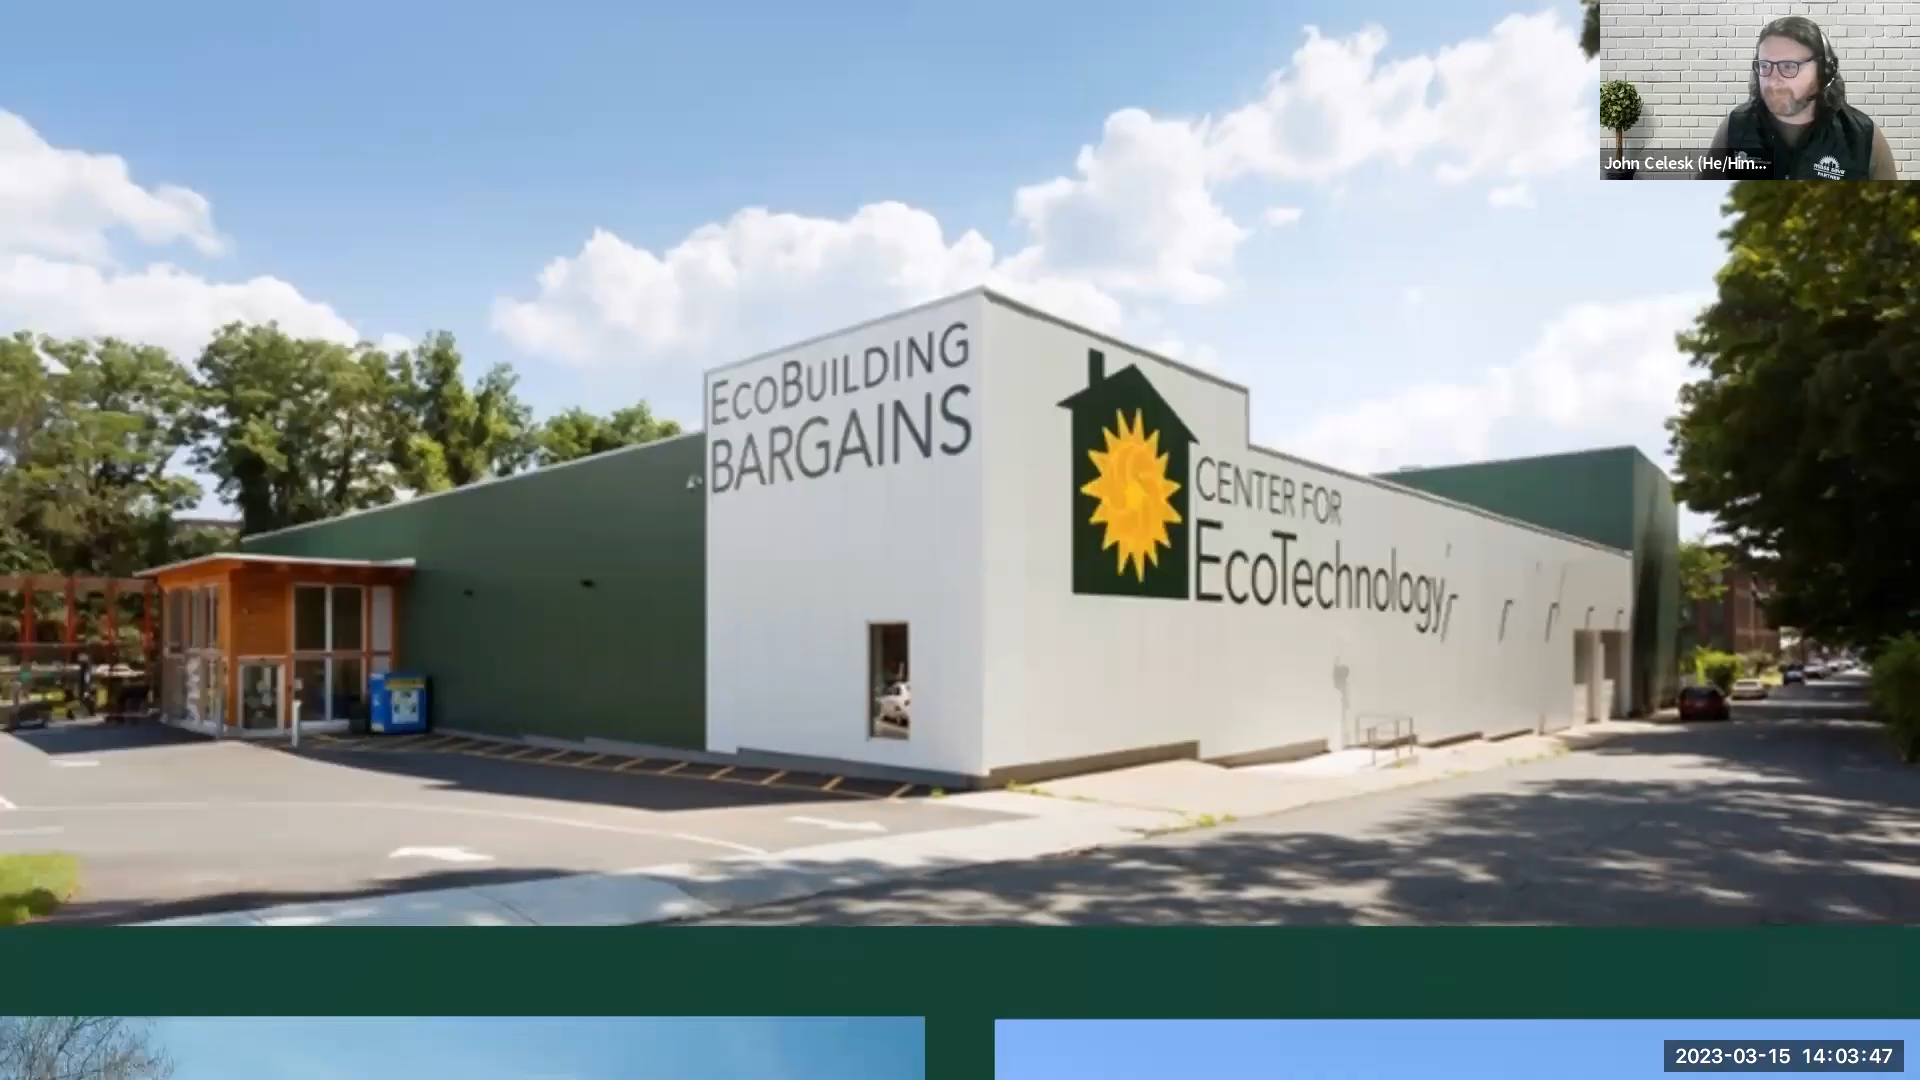 John Celesk (He/Him...
EcoBuilding
BARGAINS
CENTER FOR
EcoTechnology
2023-03-15 14:03:47